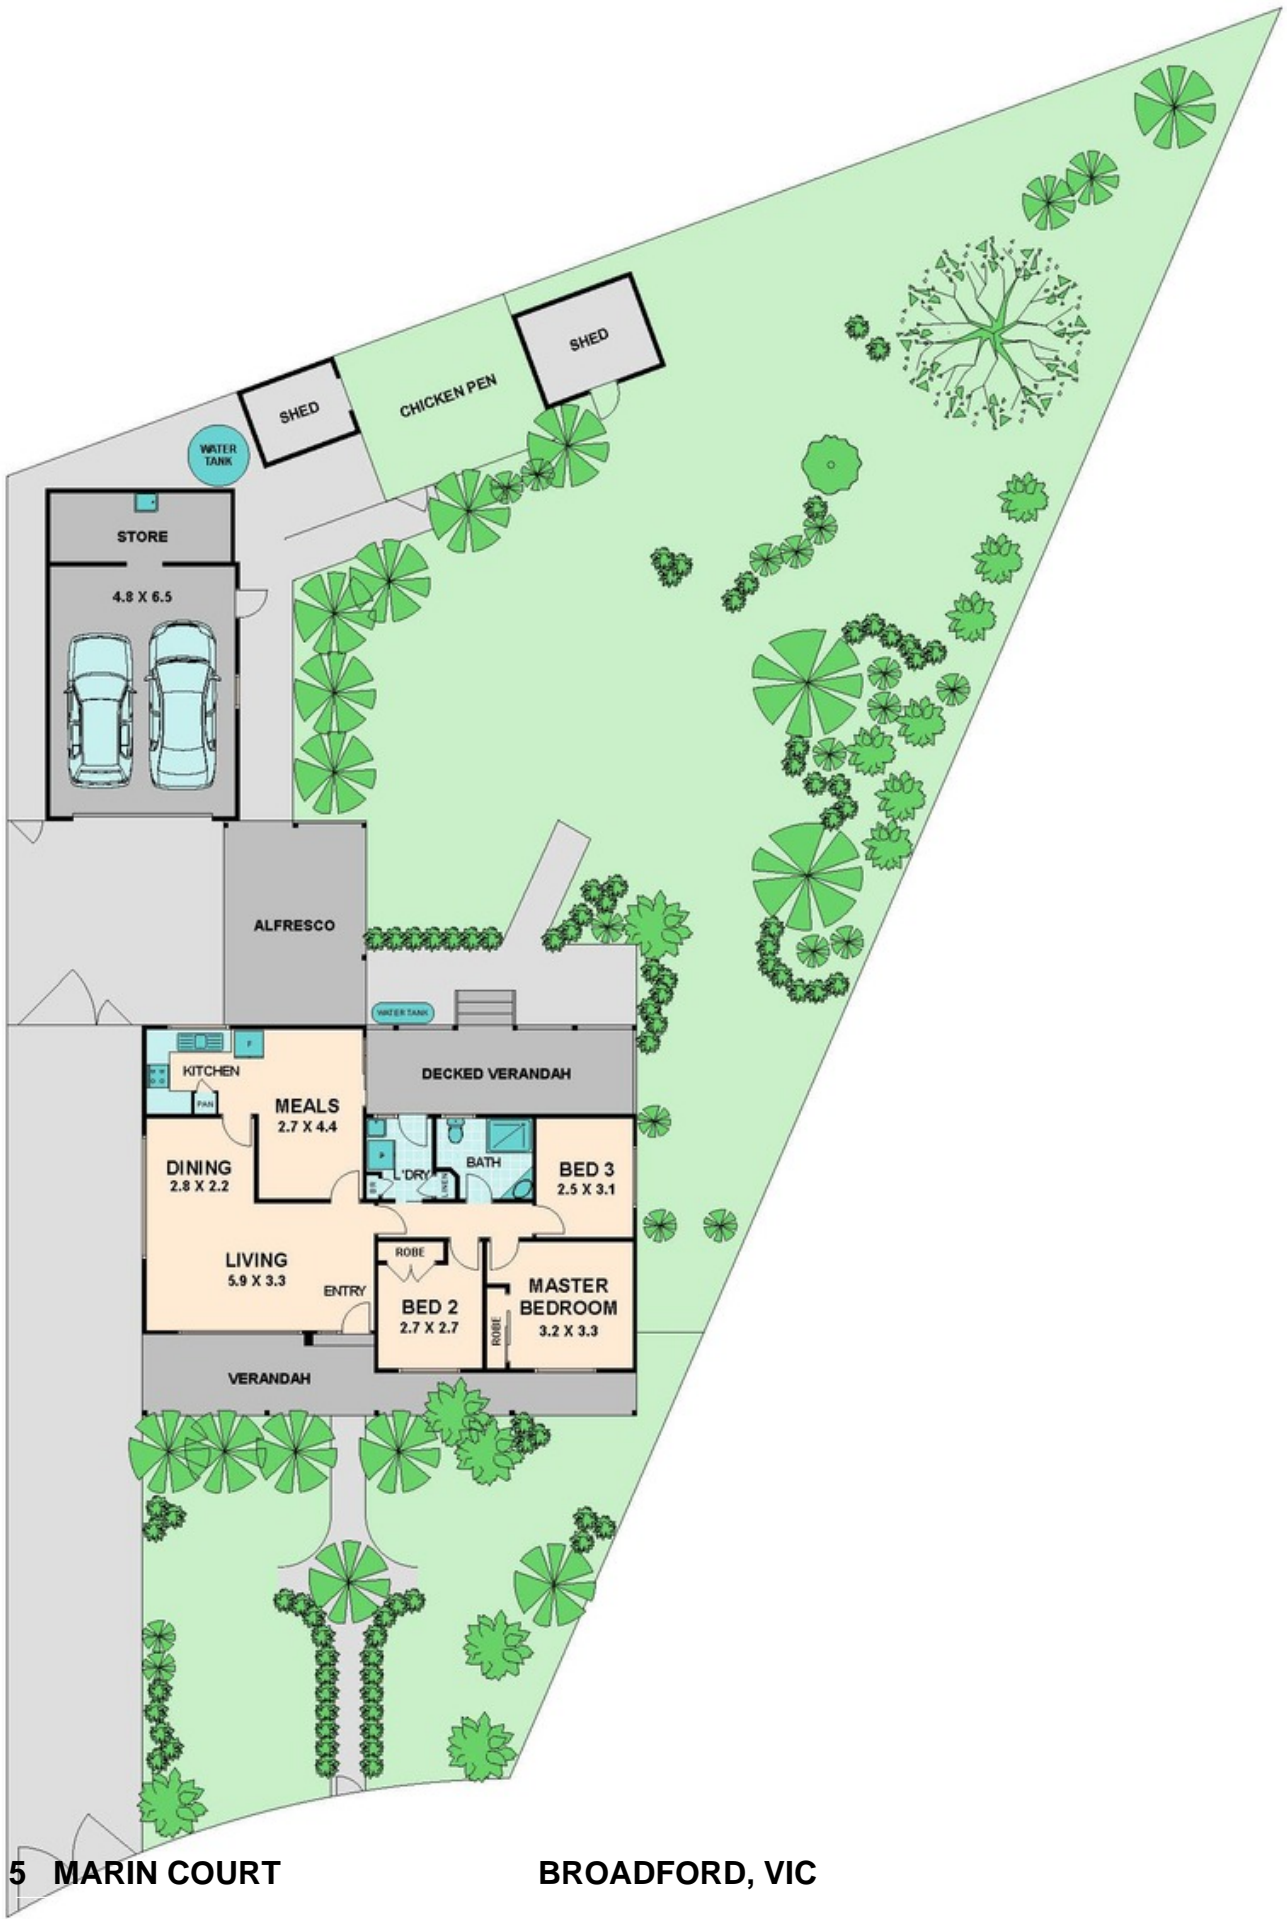 SHED
CHICKEN PEN
SHED
WATER
TANK
STORE
4.8 X 6.5
ALFRESCO
WATER TANK
KITCHEN
F
PAN
MEALS
2.7 X 4.4
DECKED VERANDAH
DINING
2.8 X 2.2
L'DRY
BR
LINEN
BATH
BED 3
2.5 X 3.1
LIVING
5.9 X 3.3
ENTRY
ROBE
BED 2
2.7 X 2.7
ROBE
MASTER
BEDROOM
3.2 X 3.3
VERANDAH
5 MARIN COURT BROADFORD, VIC